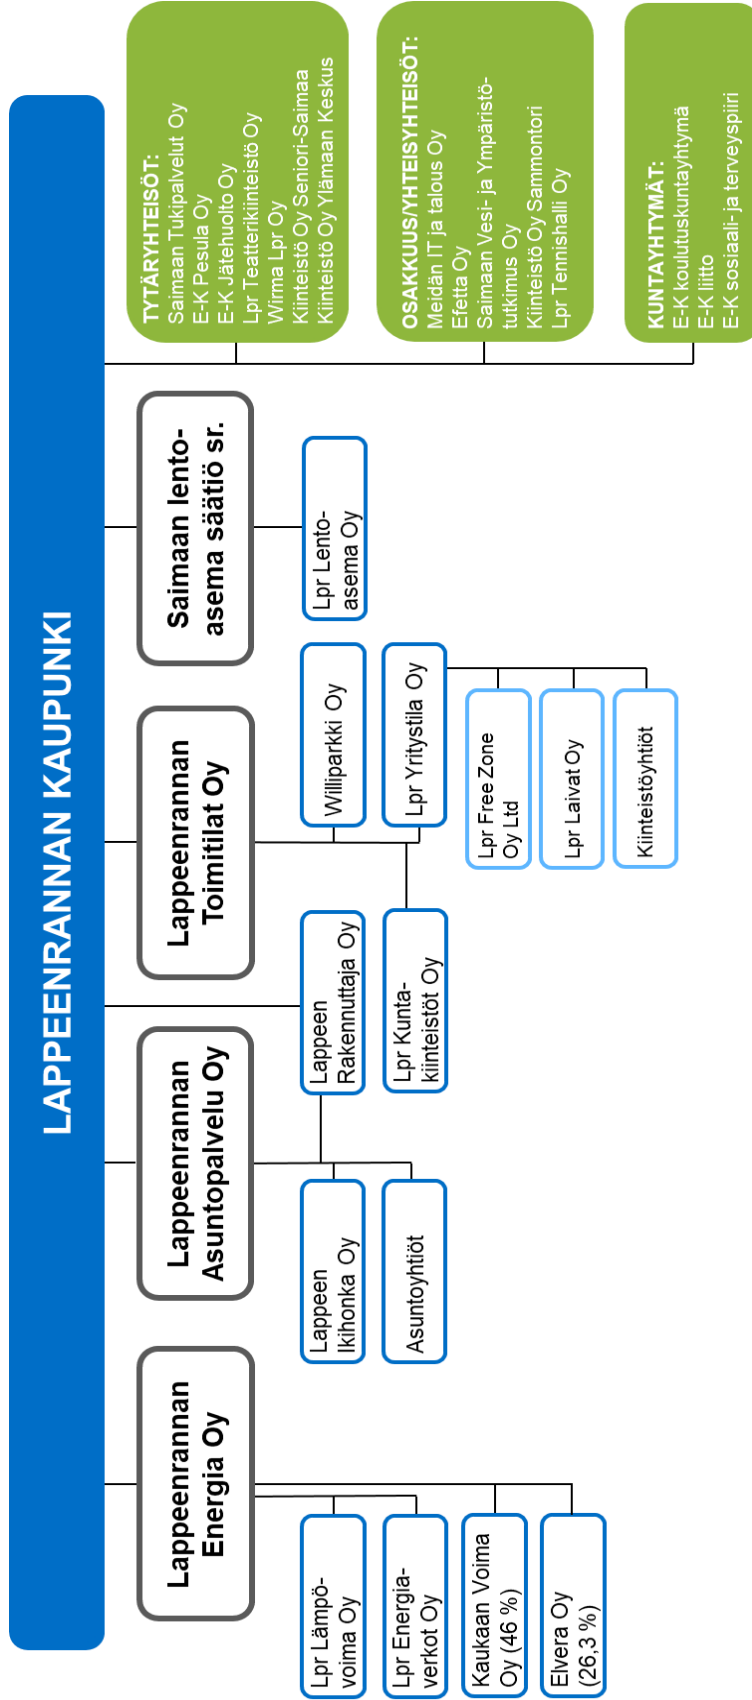 LAPPEENRANNAN KAUPUNKI
Lappeenrannan
Energia Oy
Lpr Lämpö-
voima Oy
Lpr Energia-
verkot Oy
Kaukaan Voima
Oy (46 %)
Elvera Oy
(26,3 %)
Lappeenrannan
Asuntopalvelu Oy
Lappeen
Ikihonka Oy
Asuntoyhtiöt
Lappeen
Rakennuttaja Oy
Lappeenrannan
Toimitilat Oy
Lpr Kunta-
kiinteistöt Oy
Williparkki Oy
Lpr Yritystila Oy
Lpr Free Zone
Oy Ltd
Lpr Laivat Oy
Kiinteistöyhtiöt
Saimaan lento-
asema säätiö sr.
Lpr Lento-
asema Oy
TYTÄRYHTEISÖT:
Saimaan Tukipalvelut Oy
E-K Pesula Oy
E-K Jätehuolto Oy
Lpr Teatterikiinteistö Oy
Wirma Lpr Oy
Kiinteistö Oy Seniori-Saimaa
Kiinteistö Oy Ylämaan Keskus
OSAKKUUS/YHTEISYHTEISÖT:
Meidän IT ja talous Oy
Efetta Oy
Saimaan Vesi- ja Ympäristö-
tutkimus Oy
Kiinteistö Oy Sammontori
Lpr Tennishalli Oy
KUNTAYHTYMÄT:
E-K koulutuskuntayhtymä
E-K liitto
E-K sosiaali- ja terveyspiiri